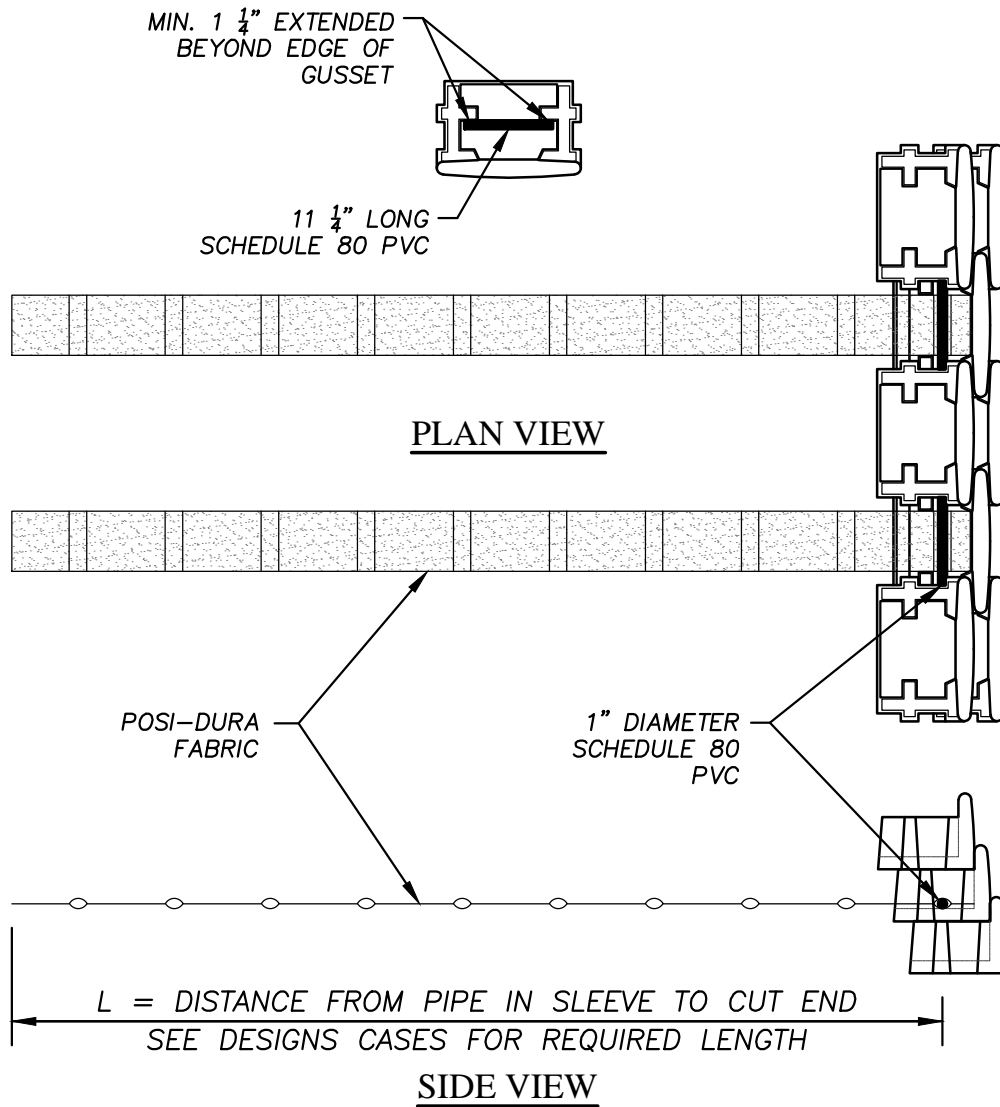 MIN. 1 1/4" EXTENDED
BEYOND EDGE OF
GUSSET
11 1/4" LONG
SCHEDULE 80 PVC
PLAN VIEW
POSI-DURA
FABRIC
1" DIAMETER
SCHEDULE 80
PVC
L = DISTANCE FROM PIPE IN SLEEVE TO CUT END
SEE DESIGNS CASES FOR REQUIRED LENGTH
SIDE VIEW